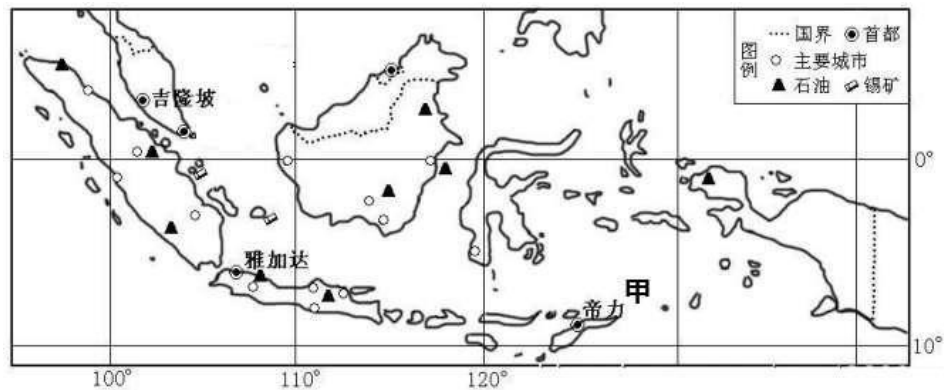 图例
国界 首都
主要城市
石油 锡矿
吉隆坡
0°
雅加达
甲
帝力
10°
100° 110° 120°